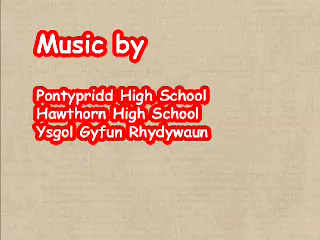 Music by
Pontypridd High School
Hawthorn High School
Ysgol Gyfun Rhydywaun